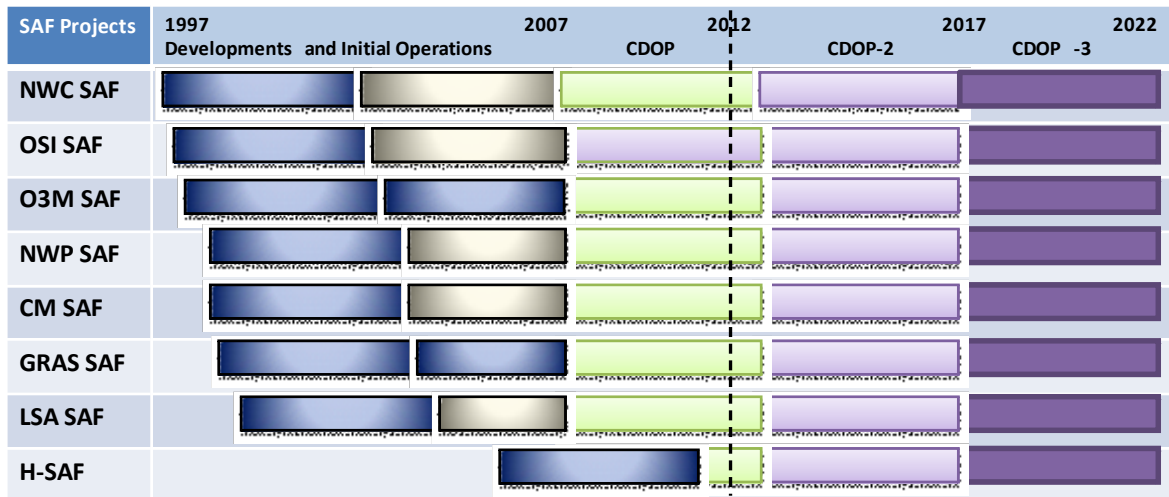 SAF Projects 1997 2007 2012 2017 2022
Developments and Initial Operations CDOP CDOP-2 CDOP -3
NWC SAF
OSI SAF
O3M SAF
NWP SAF
CM SAF
GRAS SAF
LSA SAF
H-SAF